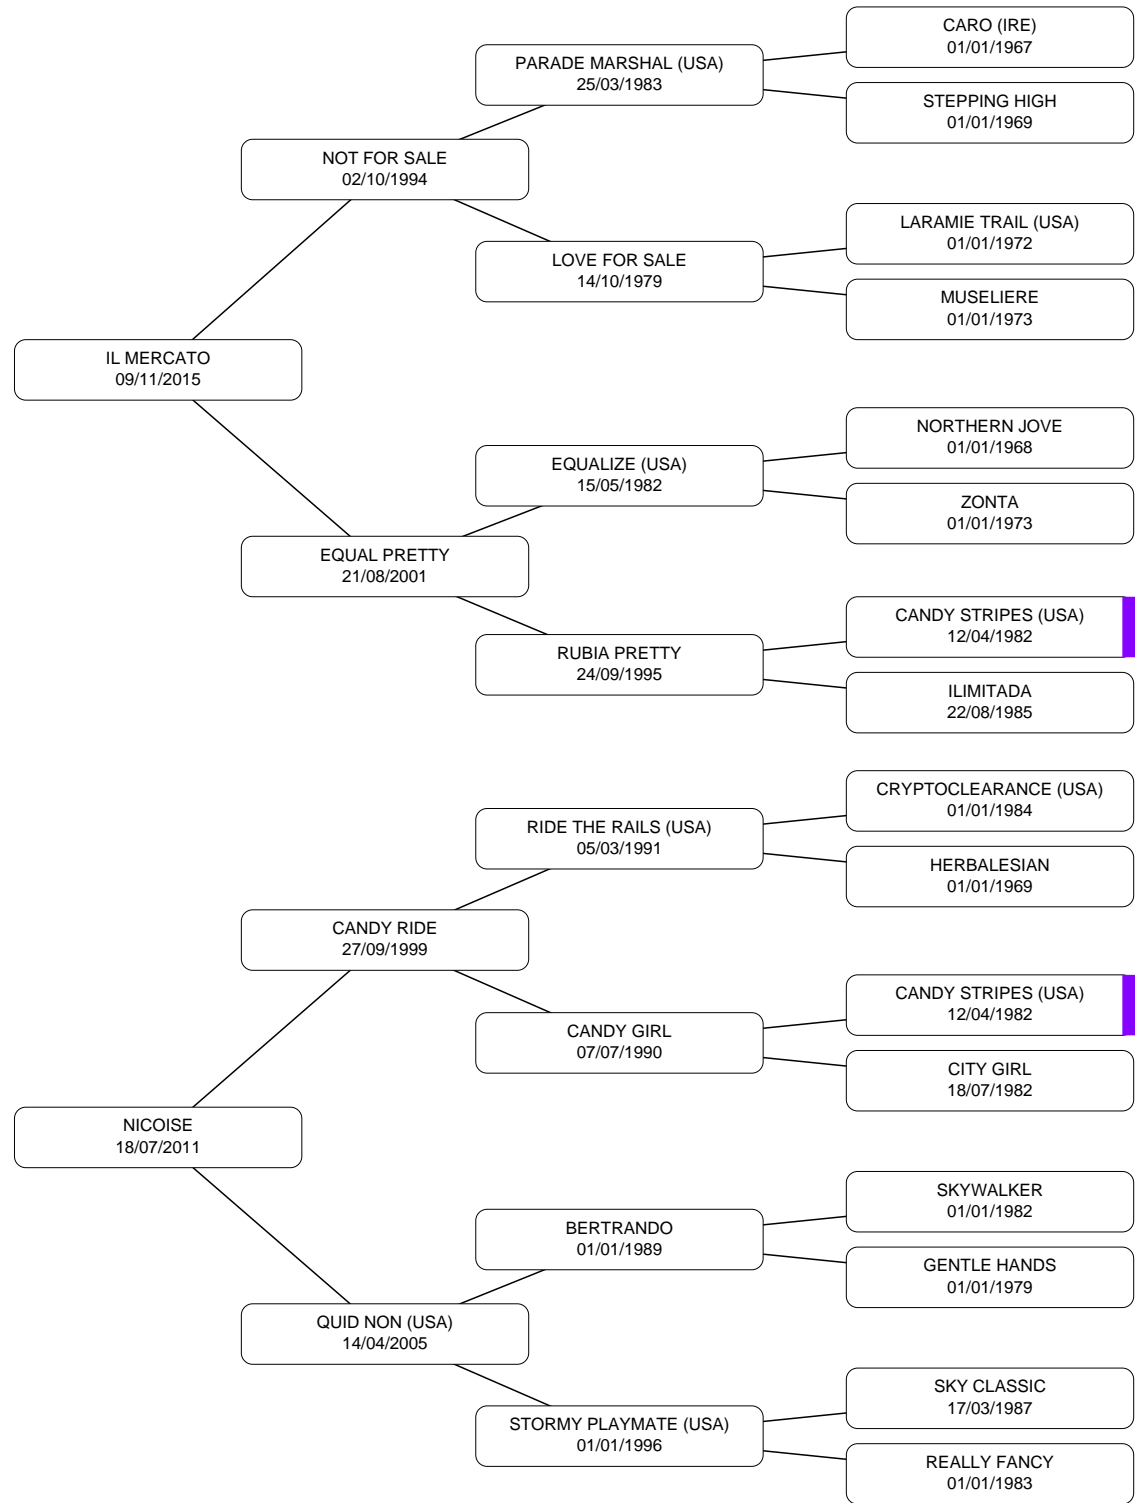 CARO (IRE)
01/01/1967
PARADE MARSHAL (USA)
25/03/1983
STEPPING HIGH
01/01/1969
NOT FOR SALE
02/10/1994
LARAMIE TRAIL (USA)
01/01/1972
LOVE FOR SALE
14/10/1979
MUSELIERE
01/01/1973
IL MERCATO
09/11/2015
NORTHERN JOVE
01/01/1968
EQUALIZE (USA)
15/05/1982
ZONTA
01/01/1973
EQUAL PRETTY
21/08/2001
CANDY STRIPES (USA)
12/04/1982
RUBIA PRETTY
24/09/1995
ILIMITADA
22/08/1985
CRYPTOCLEARANCE (USA)
01/01/1984
RIDE THE RAILS (USA)
05/03/1991
HERBALESIAN
01/01/1969
CANDY RIDE
27/09/1999
CANDY STRIPES (USA)
12/04/1982
CANDY GIRL
07/07/1990
CITY GIRL
18/07/1982
NICOISE
18/07/2011
SKYWALKER
01/01/1982
BERTRANDO
01/01/1989
GENTLE HANDS
01/01/1979
QUID NON (USA)
14/04/2005
SKY CLASSIC
17/03/1987
STORMY PLAYMATE (USA)
01/01/1996
REALLY FANCY
01/01/1983